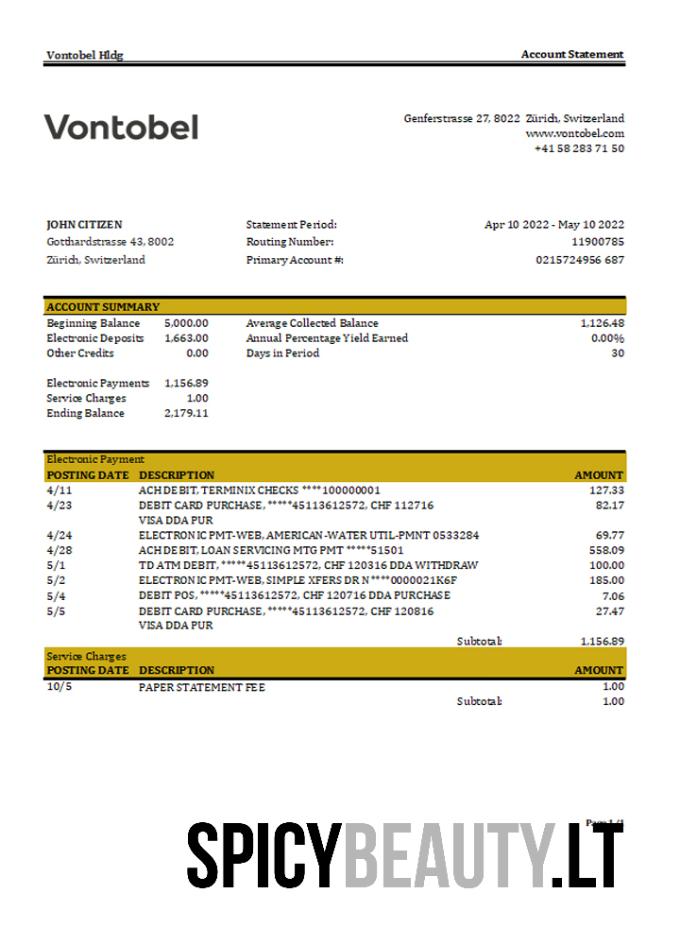 Vontobel Hldg Account Statement
Vontobel
Genferstrasse 27, 8022 Zürich, Switzerland
www.vontobel.com
+41 58 283 71 50
JOHN CITIZEN Statement Period: Apr 10 2022 - May 10 2022
Gotthardstrasse 43, 8002 Routing Number: 11900785
Zürich, Switzerland Primary Account #: 0215724956 687
ACCOUNT SUMMARY
Beginning Balance 5,000.00 Average Collected Balance 1,126.48
Electronic Deposits 1,663.00 Annual Percentage Yield Earned 0.00%
Other Credits 0.00 Days in Period 30
Electronic Payments 1,156.89
Service Charges 1.00
Ending Balance 2,179.11
Electronic Payment
POSTING DATE DESCRIPTION AMOUNT
4/11 ACH DEBIT, TERMINIX CHECKS ****100000001 127.33
4/23 DEBIT CARD PURCHASE, *****45113612572, CHF 112716 82.17
VISA DDA PUR
4/24 ELECTRONIC PMT-WEB, AMERICAN-WATER UTIL-PMNT 0533284 69.77
4/28 ACH DEBIT, LOAN SERVICING MTG PMT *****51501 558.09
5/1 TD ATM DEBIT, *****45113612572, CHF 120316 DDA WITHDRAW 100.00
5/2 ELECTRONIC PMT-WEB, SIMPLE XFERS DR N****0000021K6F 185.00
5/4 DEBIT POS, *****45113612572, CHF 120716 DDA PURCHASE 7.06
5/5 DEBIT CARD PURCHASE, *****45113612572, CHF 120816 27.47
VISA DDA PUR
Subtotal: 1,156.89
Service Charges
POSTING DATE DESCRIPTION AMOUNT
10/5 PAPER STATEMENT FEE 1.00
Subtotal: 1.00
Page 1/1
SPICYBEAUTY.LT